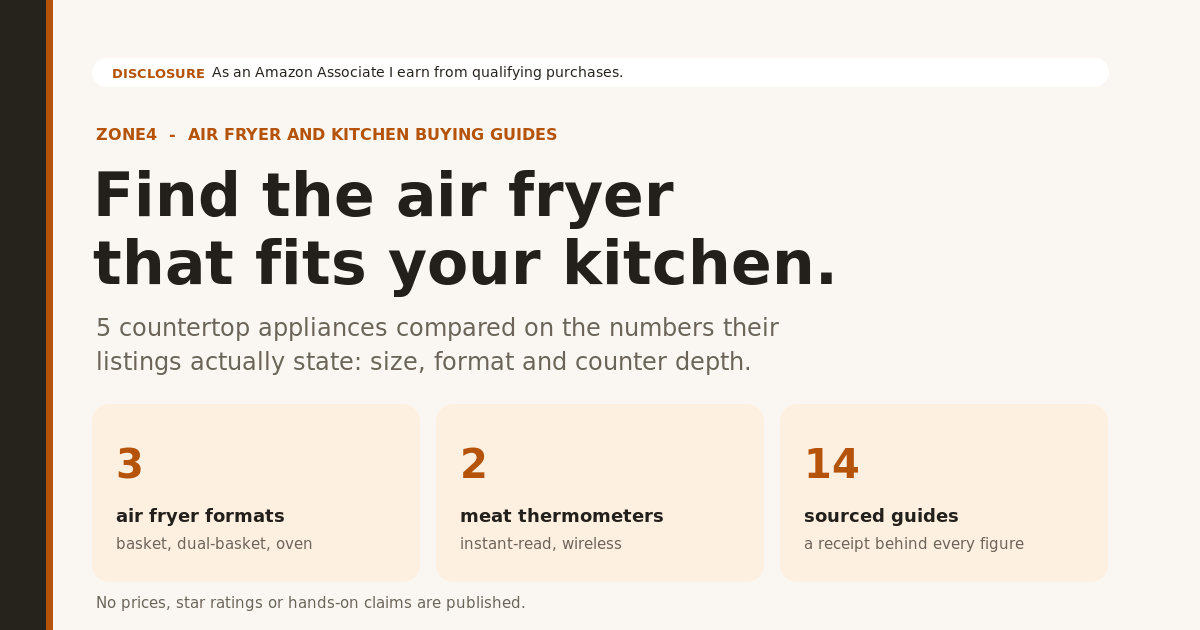 DISCLOSURE As an Amazon Associate I earn from qualifying purchases.
ZONE4 - AIR FRYER AND KITCHEN BUYING GUIDES
Find the air fryer
that fits your kitchen.
5 countertop appliances compared on the numbers their
listings actually state: size, format and counter depth.
3
air fryer formats
basket, dual-basket, oven
2
meat thermometers
instant-read, wireless
14
sourced guides
a receipt behind every figure
No prices, star ratings or hands-on claims are published.